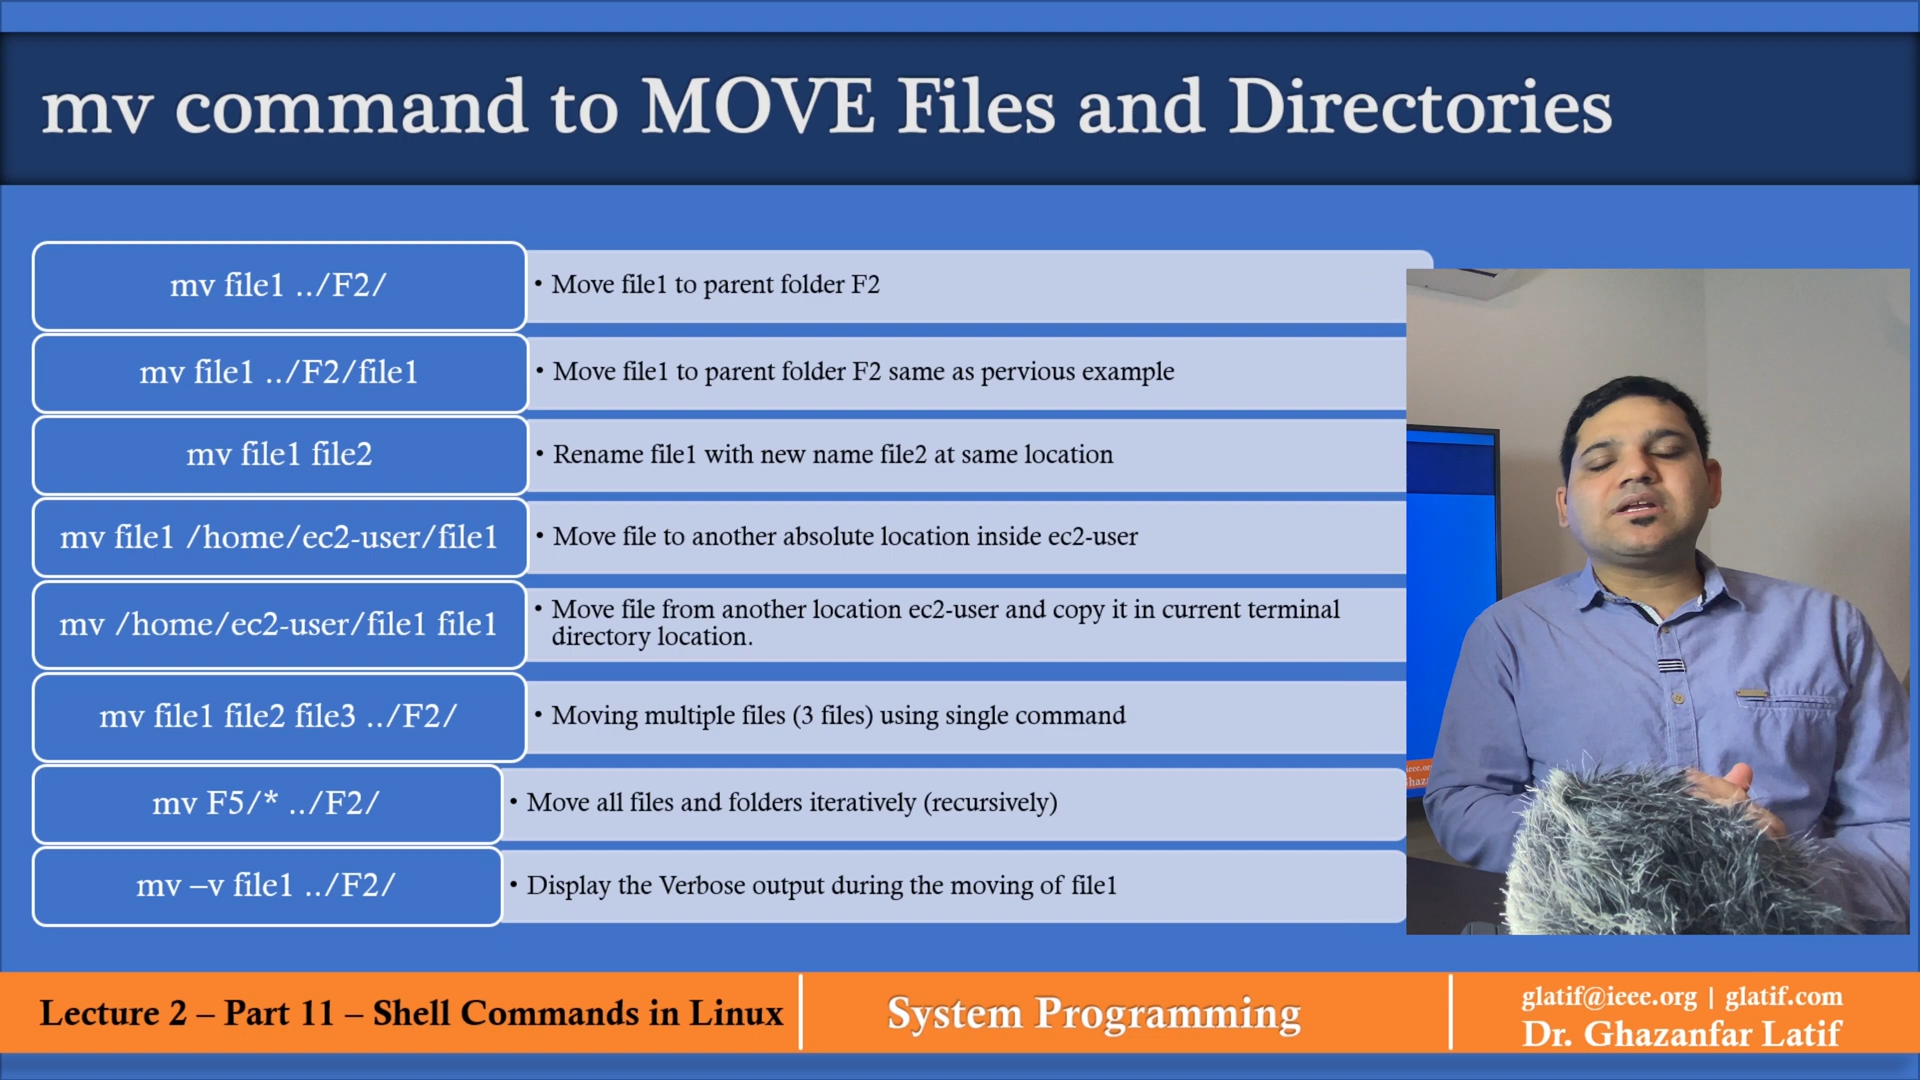 mv command to MOVE Files and Directories
mv file1 ../F2/
• Move file1 to parent folder F2
mv file1 ../F2/file1
• Move file1 to parent folder F2 same as pervious example
mv file1 file2
• Rename file1 with new name file2 at same location
mv file1 /home/ec2-user/file1
• Move file to another absolute location inside ec2-user
mv /home/ec2-user/file1 file1
• Move file from another location ec2-user and copy it in current terminal
directory location.
mv file1 file2 file3 ../F2/
• Moving multiple files (3 files) using single command
mv F5/* ../F2/
• Move all files and folders iteratively (recursively)
mv –v file1 ../F2/
• Display the Verbose output during the moving of file1
Lecture 2 – Part 11 – Shell Commands in Linux
System Programming
glatif@ieee.org | glatif.com
Dr. Ghazanfar Latif